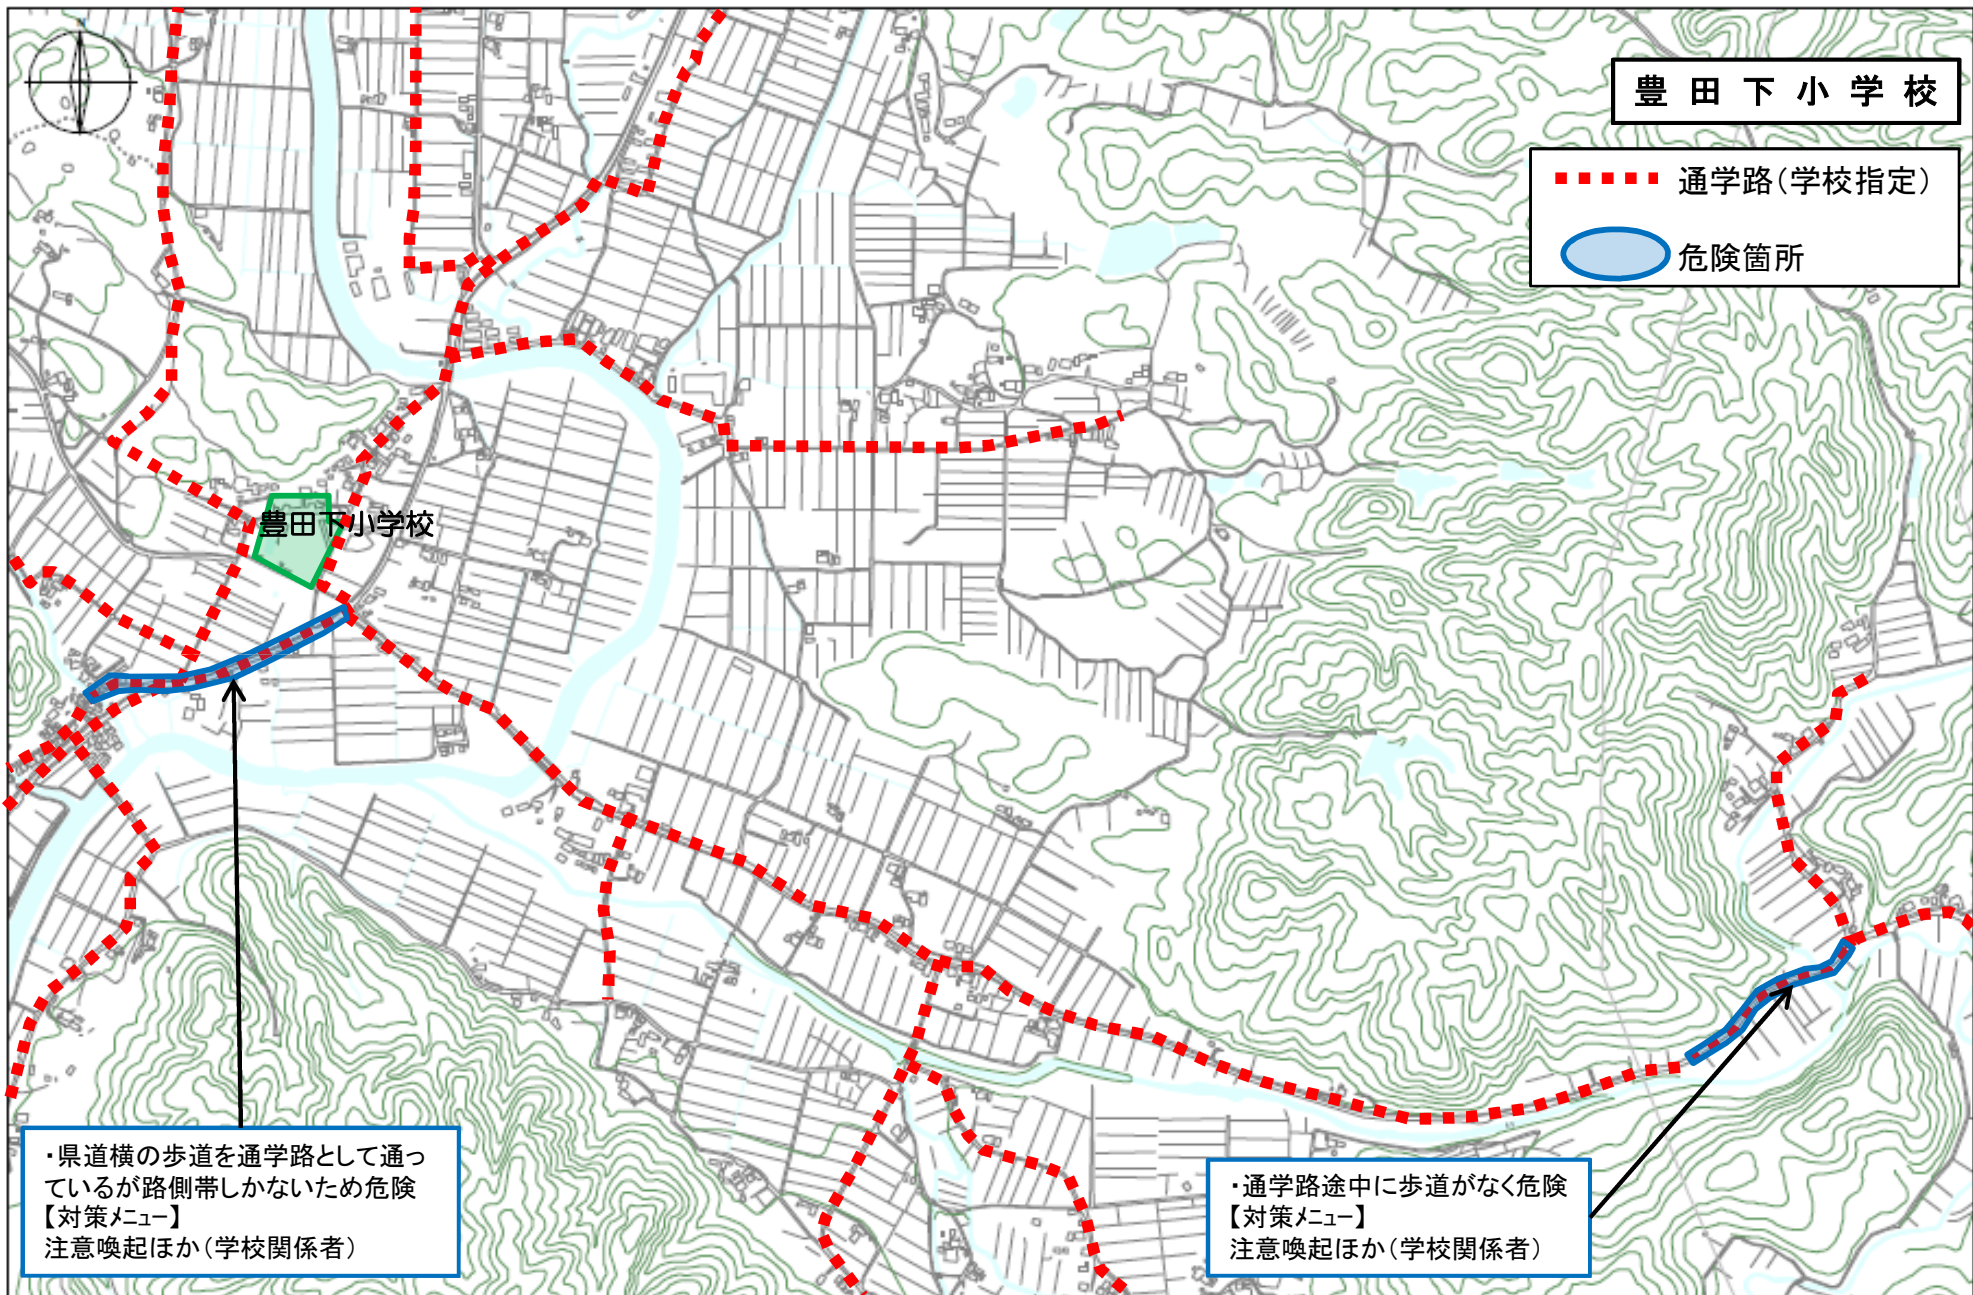 豊田下小学校
通学路（学校指定）
危険箇所
豊田下小学校
・県道横の歩道を通学路として通っ
ているが路側帯しかないため危険
【対策メニュー】
注意喚起ほか（学校関係者）
・通学路途中に歩道がなく危険
【対策メニュー】
注意喚起ほか（学校関係者）